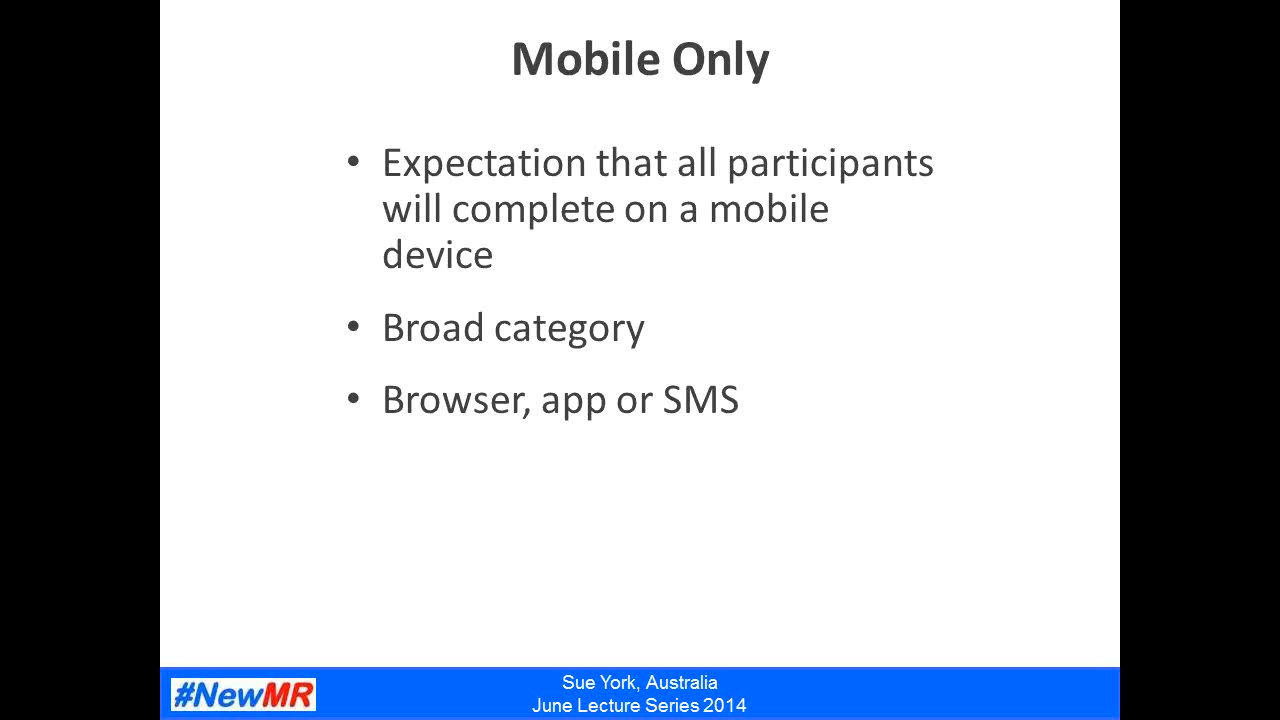 Mobile Only
• Expectation that all participants
will complete on a mobile
device
• Broad category
• Browser, app or SMS
#NewMR
Sue York, Australia
June Lecture Series 2014